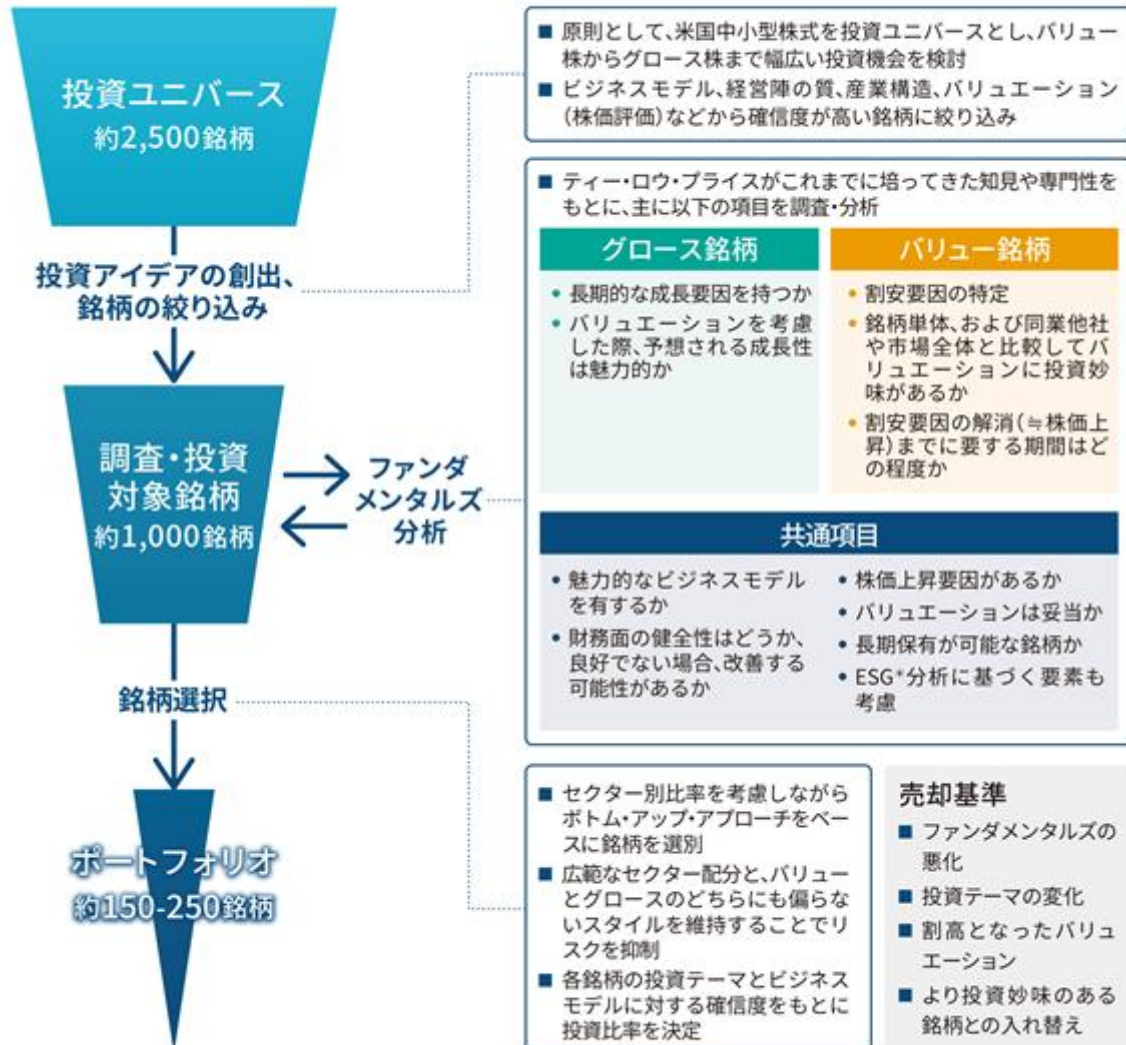 投資ユニバース
約2,500銘柄
投資アイデアの創出、
銘柄の絞り込み
調査・投資
対象銘柄
約1,000銘柄
ファンダ
メンタルズ
分析
銘柄選択
ポートフォリオ
約150-250銘柄
■ 原則として、米国中小型株式を投資ユニバースとし、バリュー
株からグロース株まで幅広い投資機会を検討
■ ビジネスモデル、経営陣の質、産業構造、バリュエーション
(株価評価)などから確信度が高い銘柄に絞り込み
■ ティー・ロウ・プライスがこれまでに培ってきた知見や専門性を
もとに、主に以下の項目を調査・分析
グロース銘柄
• 長期的な成長要因を持つか
• バリュエーションを考慮
した際、予想される成長性
は魅力的か
バリュー銘柄
• 割安要因の特定
• 銘柄単体、および同業他社
や市場全体と比較してバ
リュエーションに投資妙
味があるか
• 割安要因の解消(≒株価上
昇)までに要する期間はど
の程度か
共通項目
• 魅力的なビジネスモデル
を有するか
• 財務面の健全性はどうか、
良好でない場合、改善する
可能性があるか
• 株価上昇要因があるか
• バリュエーションは妥当か
• 長期保有が可能な銘柄か
• ESG*分析に基づく要素も
考慮
■ セクター別比率を考慮しながら
ボトム・アップ・アプローチをベー
スに銘柄を選別
■ 広範なセクター配分と、バリュー
とグロースのどちらにも偏らな
いスタイルを維持することでリ
スクを抑制
■ 各銘柄の投資テーマとビジネス
モデルに対する確信度をもとに
投資比率を決定
売却基準
■ ファンダメンタルズの
悪化
■ 投資テーマの変化
■ 割高となったバリュ
エーション
■ より投資妙味のある
銘柄との入れ替え